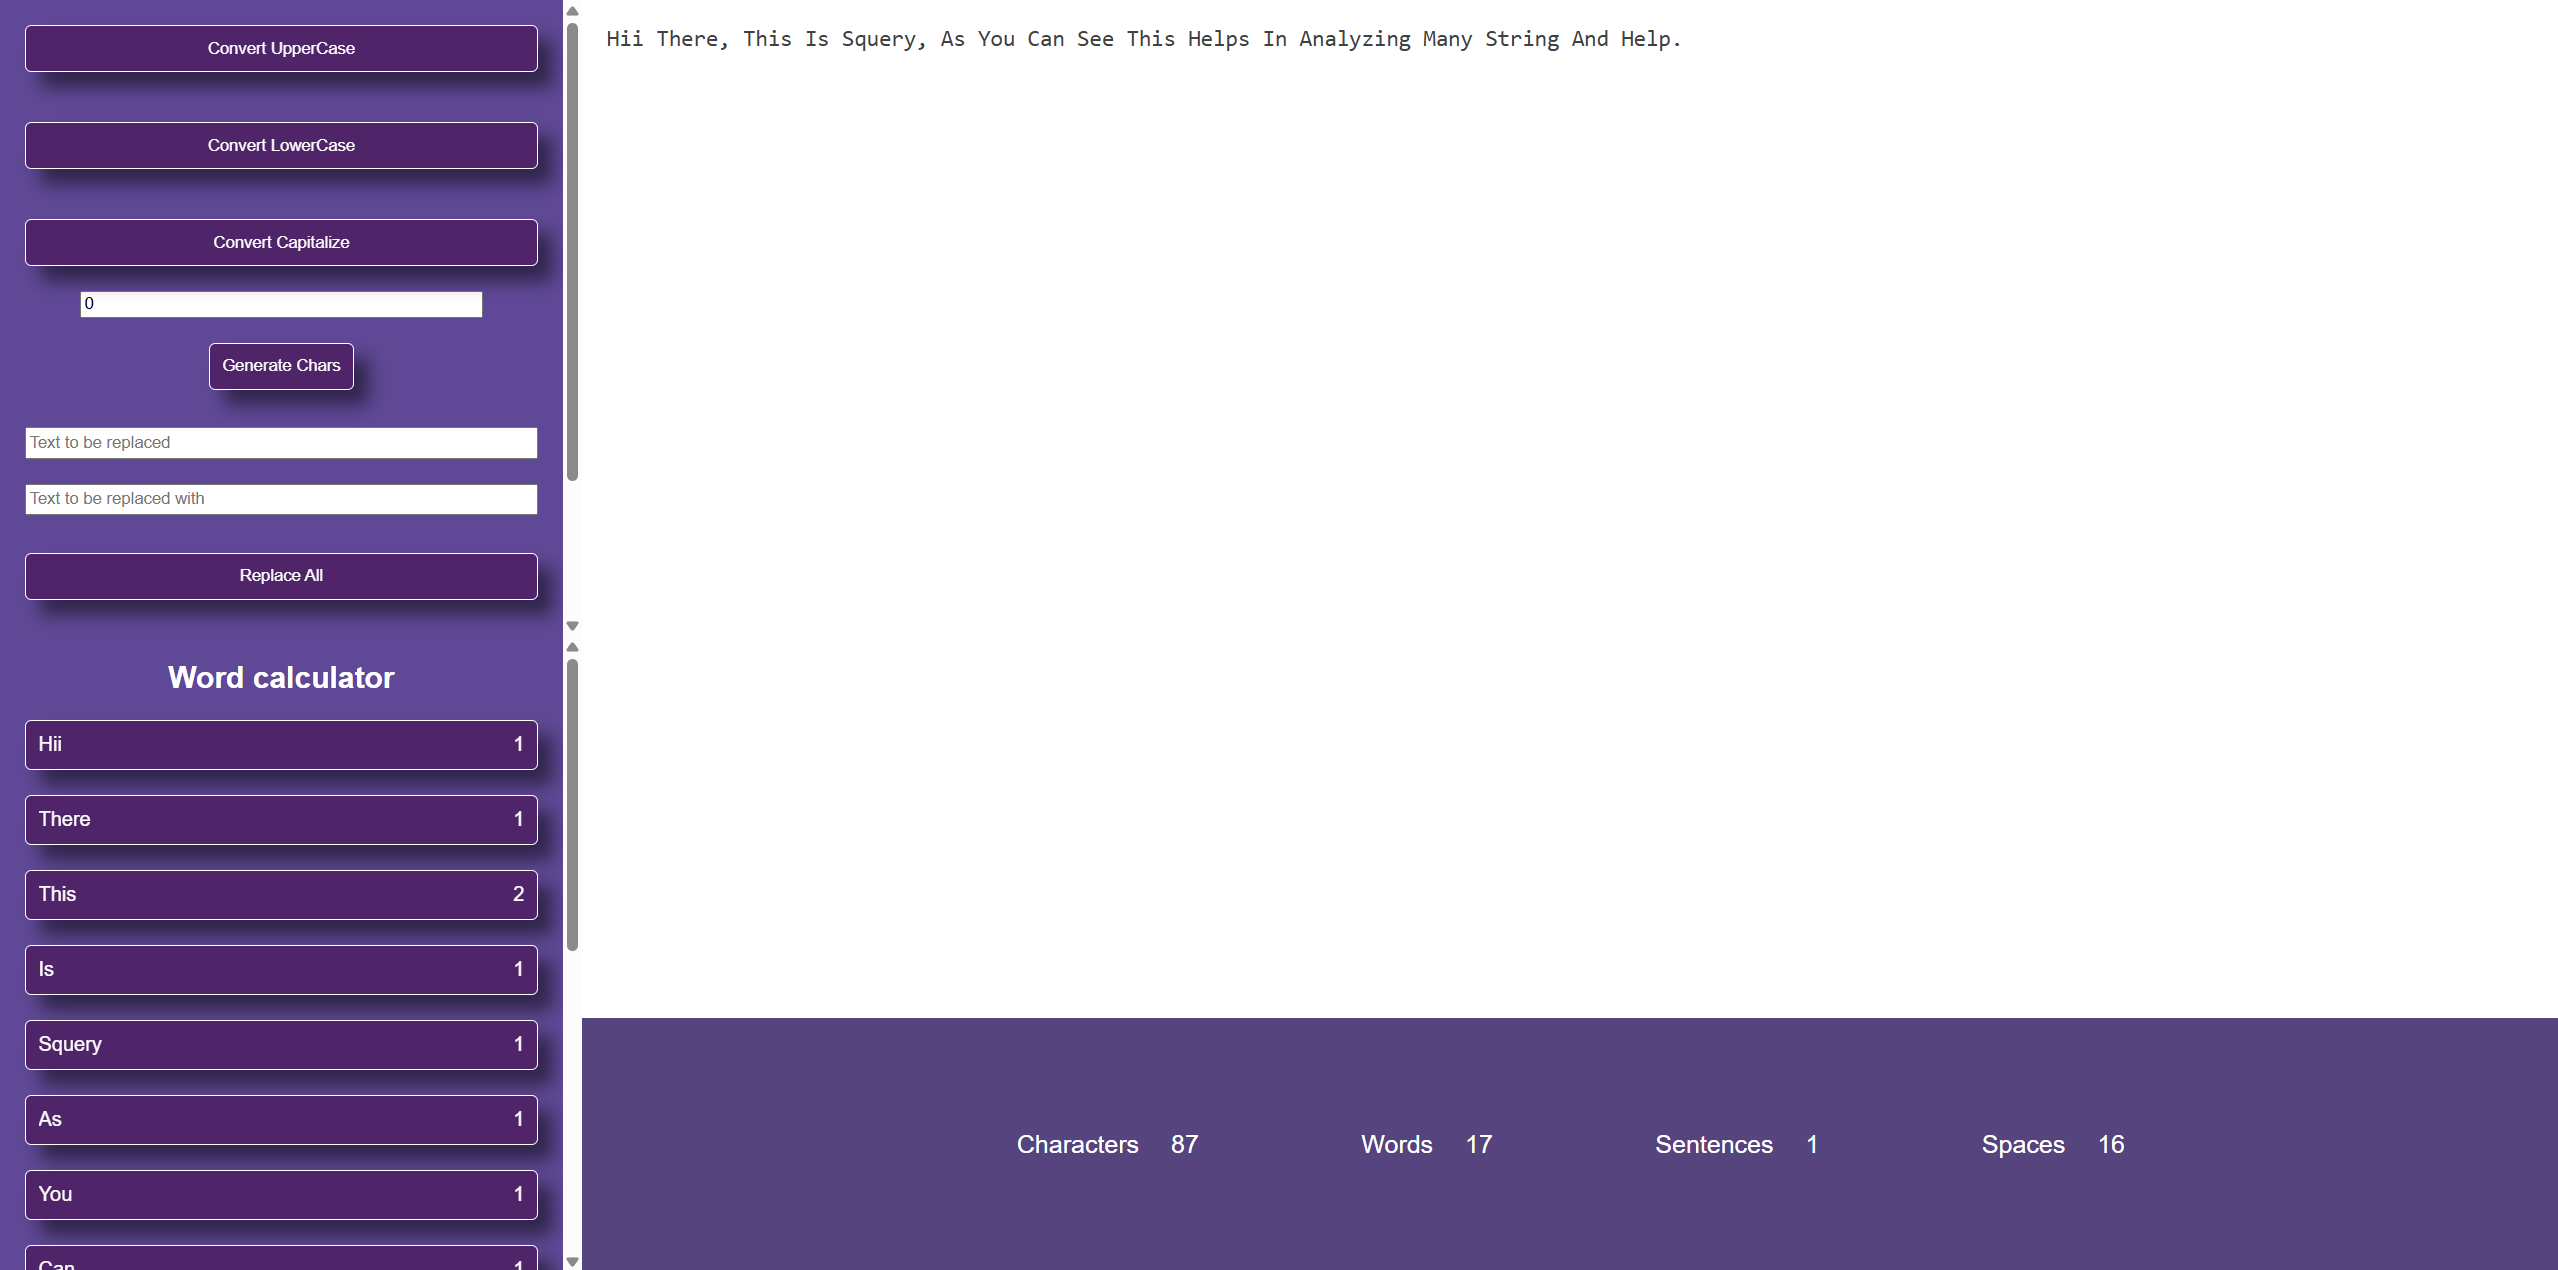 Convert UpperCase
Convert LowerCase
Convert Capitalize
0
Generate Chars
Text to be replaced
Text to be replaced with
Replace All
Word calculator
Hii 1
There 1
This 2
Is 1
Squery 1
As 1
You 1
Can 1
Hii There, This Is Squery, As You Can See This Helps In Analyzing Many String And Help.
Characters 87 Words 17 Sentences 1 Spaces 16